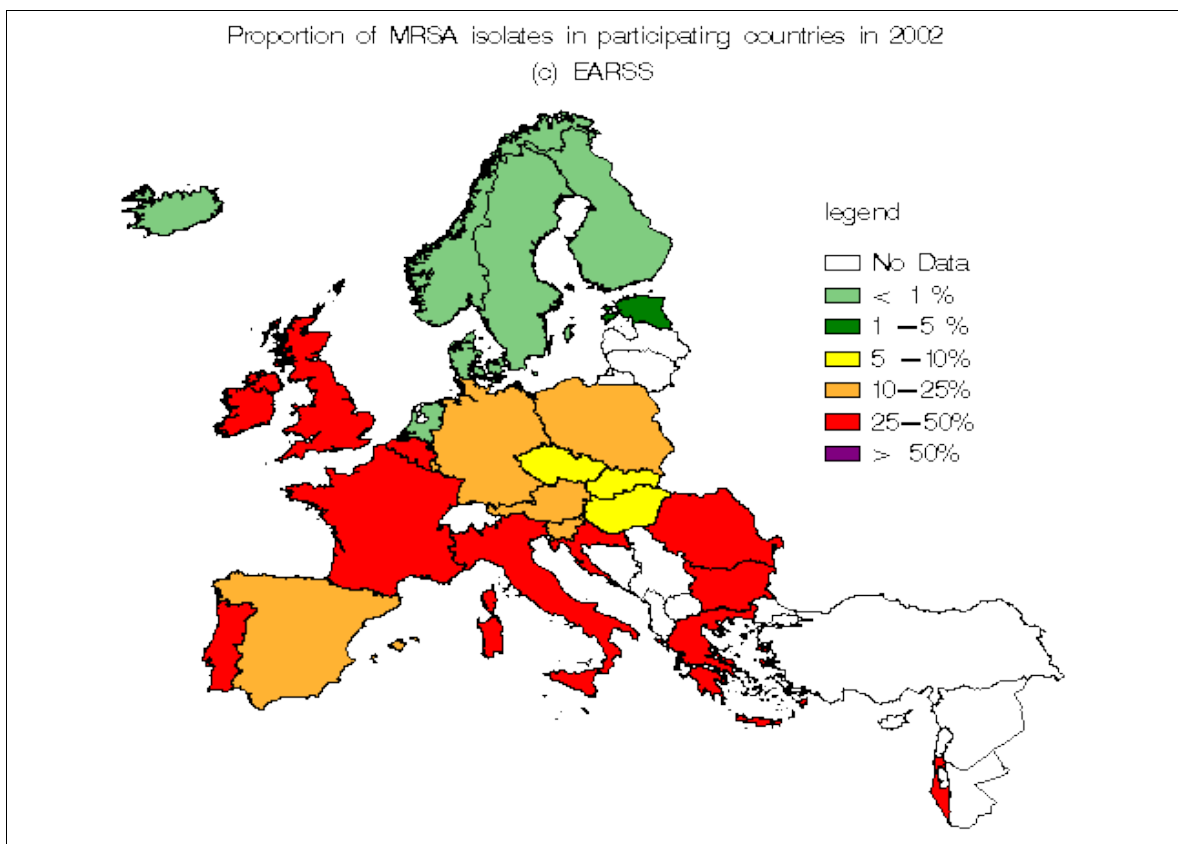 Proportion of MRSA isolates in participating countries in 2002
(c) EARSS
legend
No Data
< 1 %
1 –5 %
5 –10%
10–25%
25–50%
> 50%